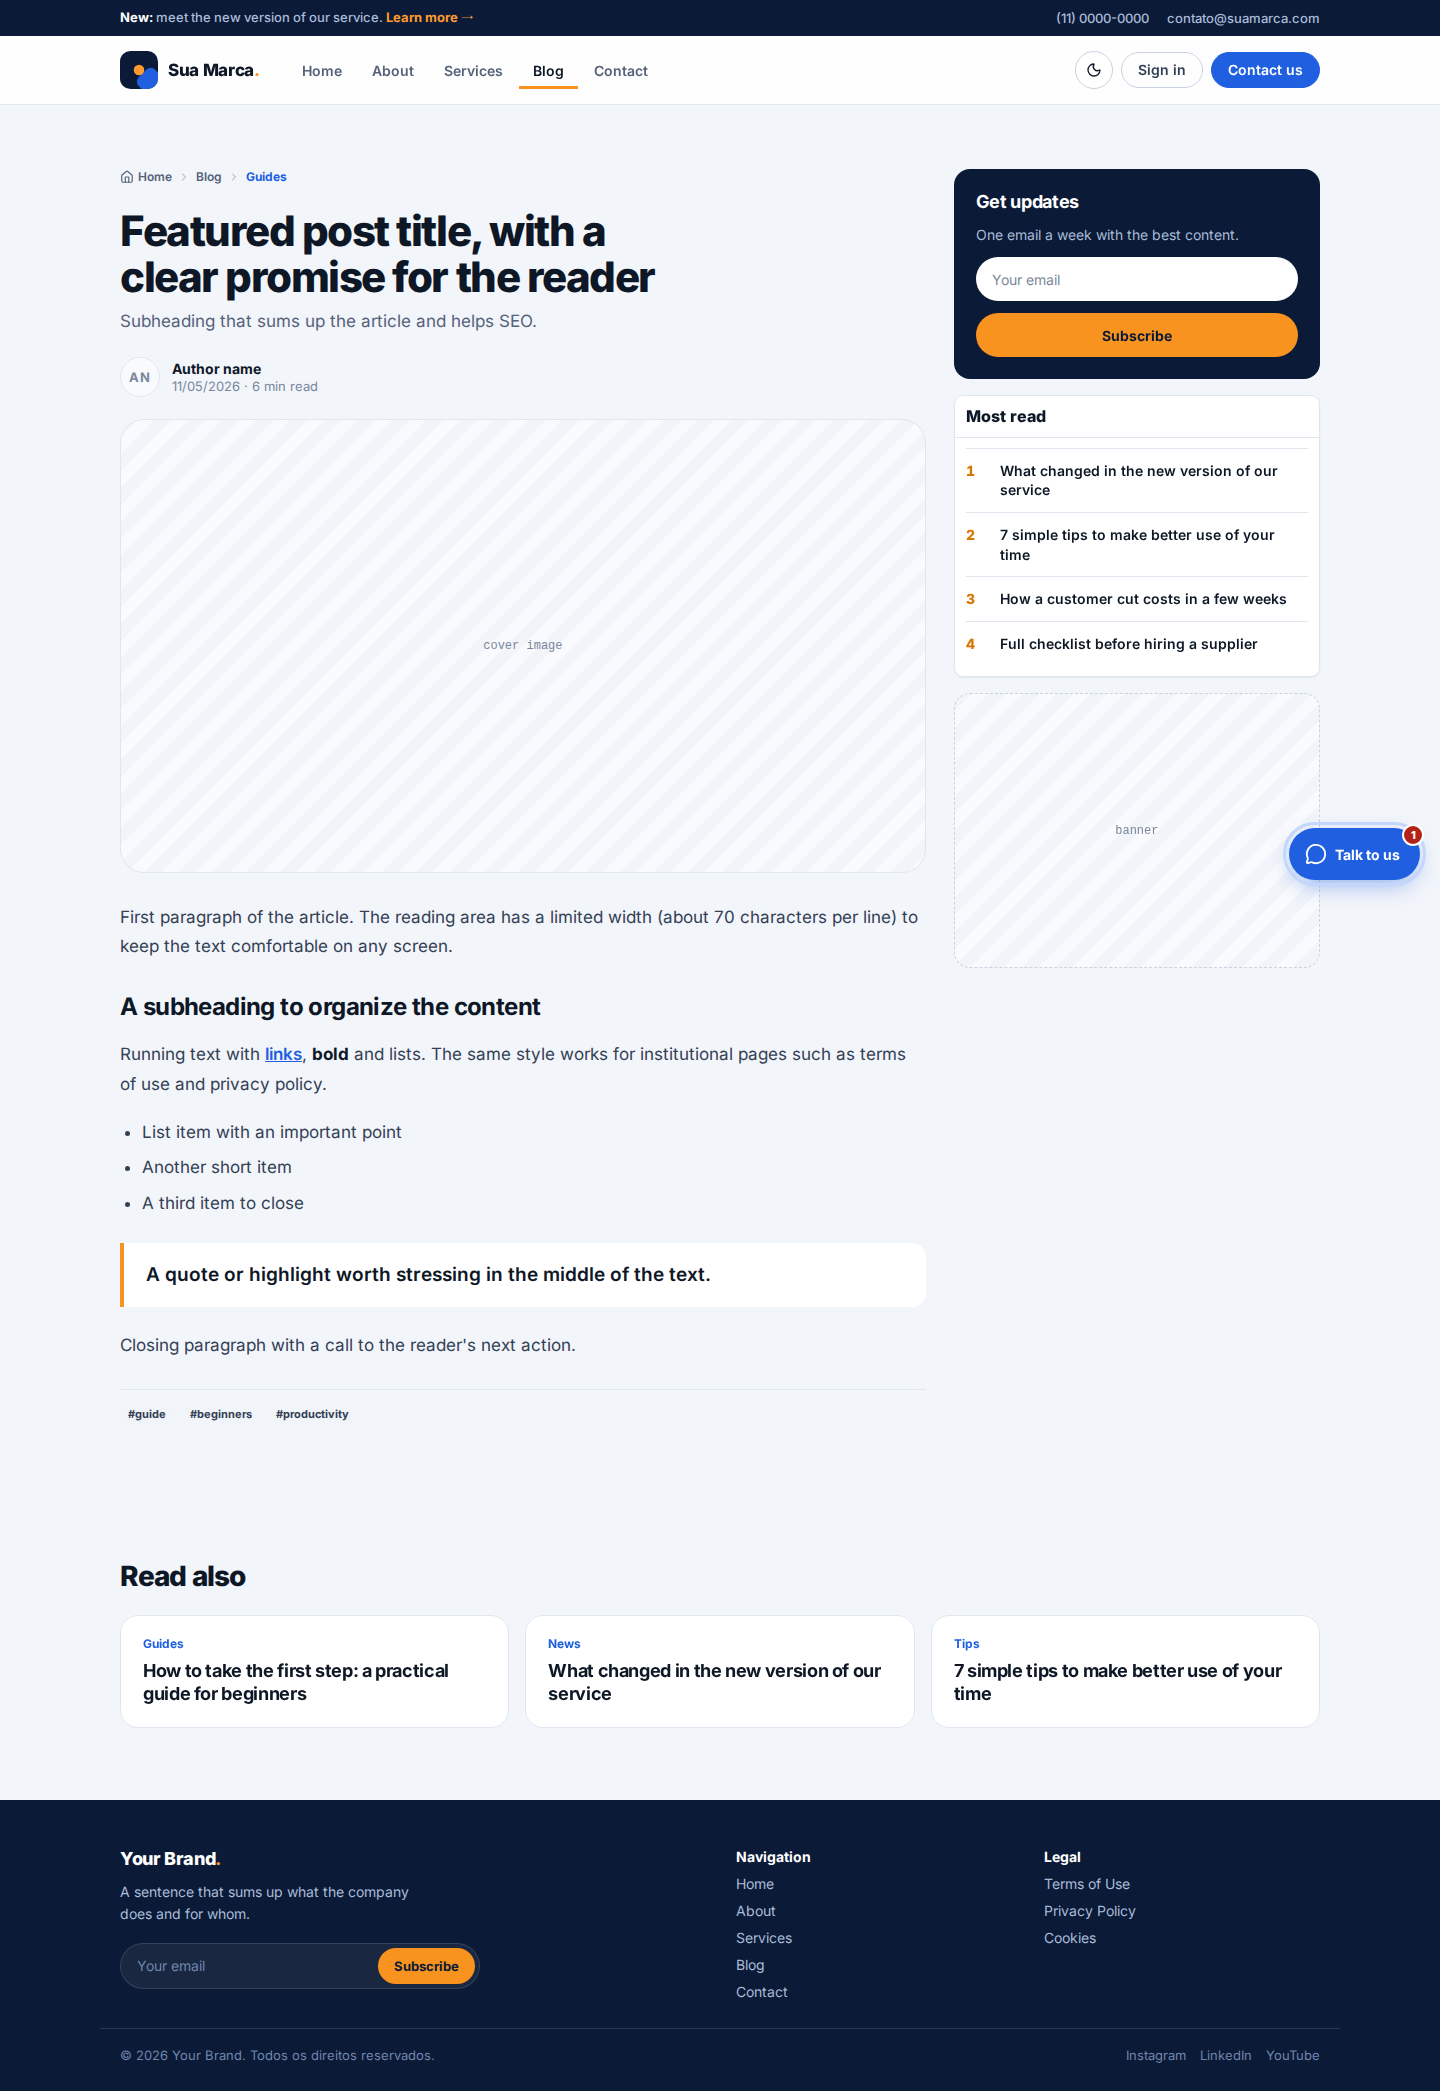 New: meet the new version of our service. Learn more →
(11) 0000-0000 contato@suamarca.com
Sua Marca.
Home About Services Blog Contact
Sign in
Contact us
Home > Blog > Guides
Featured post title, with a
clear promise for the reader
Subheading that sums up the article and helps SEO.
AN
Author name
11/05/2026 · 6 min read
cover image
First paragraph of the article. The reading area has a limited width (about 70 characters per line) to
keep the text comfortable on any screen.
A subheading to organize the content
Running text with links, bold and lists. The same style works for institutional pages such as terms
of use and privacy policy.
• List item with an important point
• Another short item
• A third item to close
A quote or highlight worth stressing in the middle of the text.
Closing paragraph with a call to the reader's next action.
#guide #beginners #productivity
Get updates
One email a week with the best content.
Your email
Subscribe
Most read
1 What changed in the new version of our
service
2 7 simple tips to make better use of your
time
3 How a customer cut costs in a few weeks
4 Full checklist before hiring a supplier
banner
Talk to us
1
Read also
Guides
How to take the first step: a practical
guide for beginners
News
What changed in the new version of our
service
Tips
7 simple tips to make better use of your
time
Your Brand.
A sentence that sums up what the company
does and for whom.
Your email
Subscribe
Navigation
Home
About
Services
Blog
Contact
Legal
Terms of Use
Privacy Policy
Cookies
© 2026 Your Brand. Todos os direitos reservados.
Instagram LinkedIn YouTube